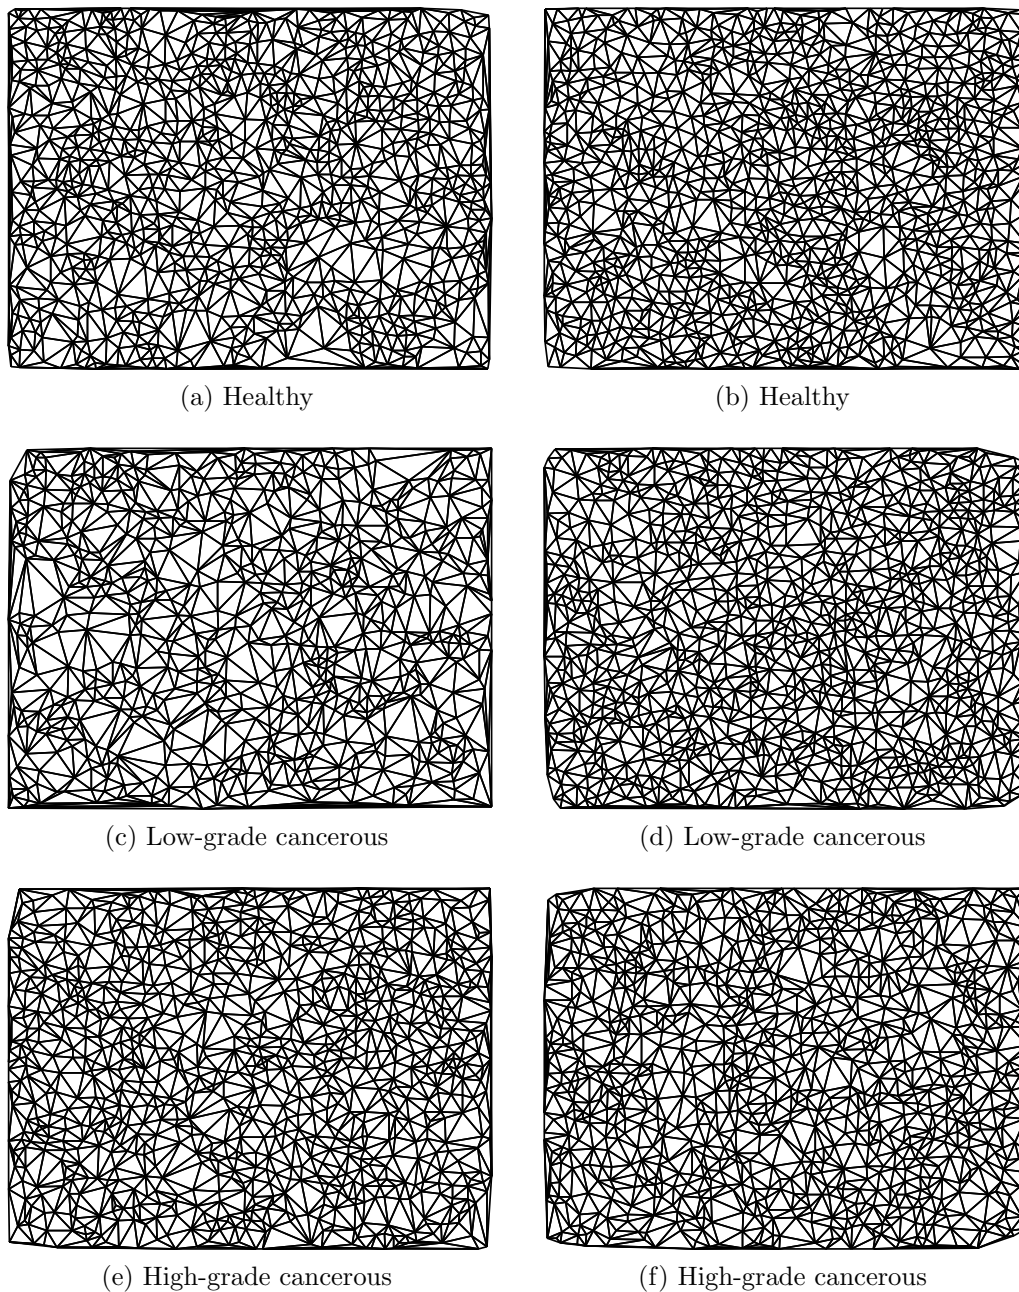 (a) Healthy
(b) Healthy
(c) Low-grade cancerous
(d) Low-grade cancerous
(e) High-grade cancerous
(f) High-grade cancerous